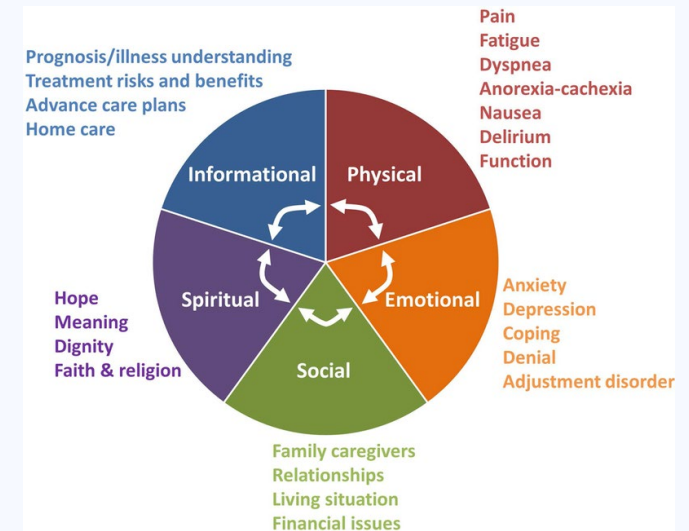 Pain
Fatigue
Dyspnea
Anorexia-cachexia
Nausea
Delirium
Function
Prognosis/illness understanding
Treatment risks and benefits
Advance care plans
Home care
Informational
Physical
Spiritual
Emotional
Social
Hope
Meaning
Dignity
Faith & religion
Anxiety
Depression
Coping
Denial
Adjustment disorder
Family caregivers
Relationships
Living situation
Financial issues